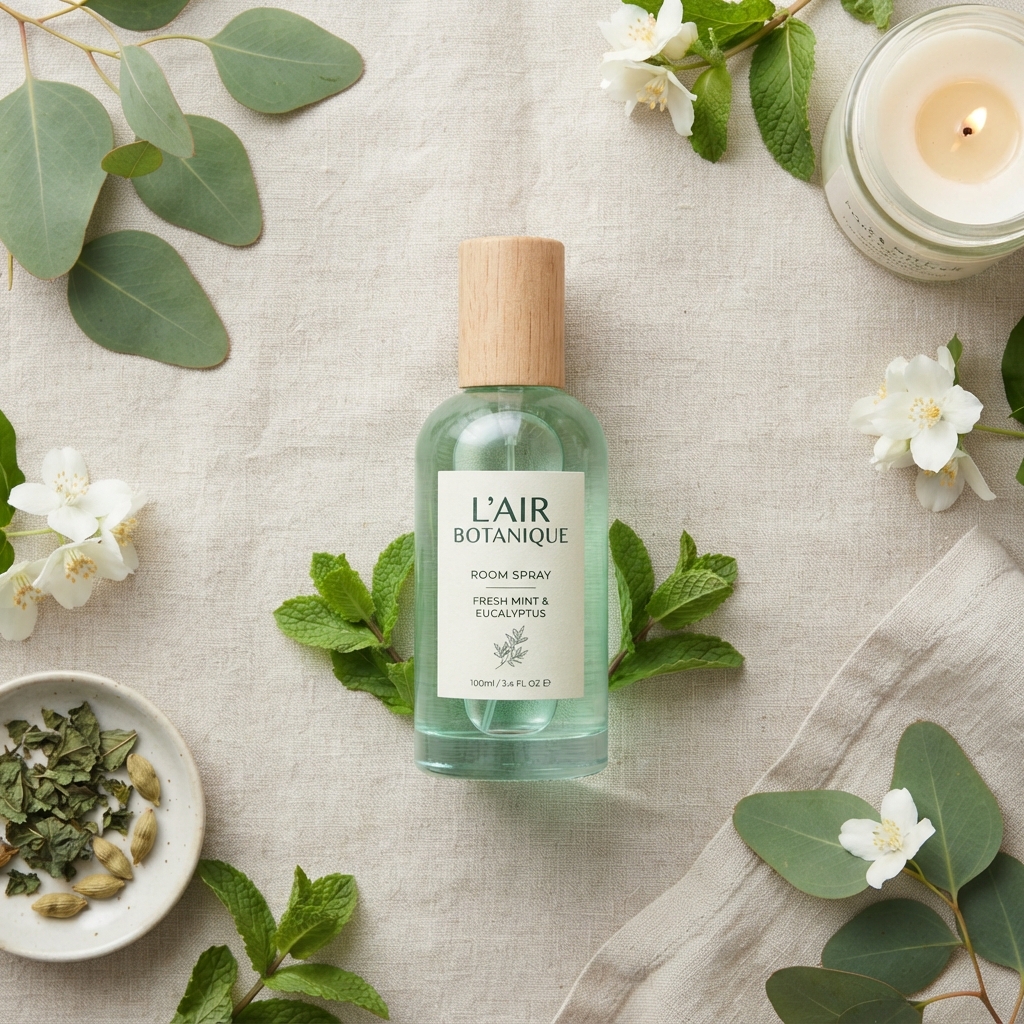 L'AIR
BOTANIQUE
ROOM SPRAY
FRESH MINT &
EUCALYPTUS
100ml / 3.4 FL OZ